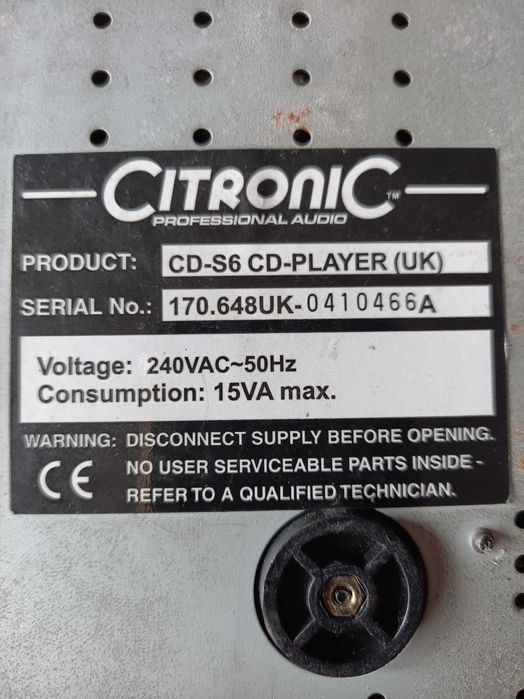 CITRONIC™
PROFESSIONAL AUDIO
PRODUCT: CD-S6 CD-PLAYER (UK)
SERIAL No.: 170.648UK-0410466A
Voltage: 240VAC~50Hz
Consumption: 15VA max.
WARNING: DISCONNECT SUPPLY BEFORE OPENING.
NO USER SERVICEABLE PARTS INSIDE -
CE REFER TO A QUALIFIED TECHNICIAN.